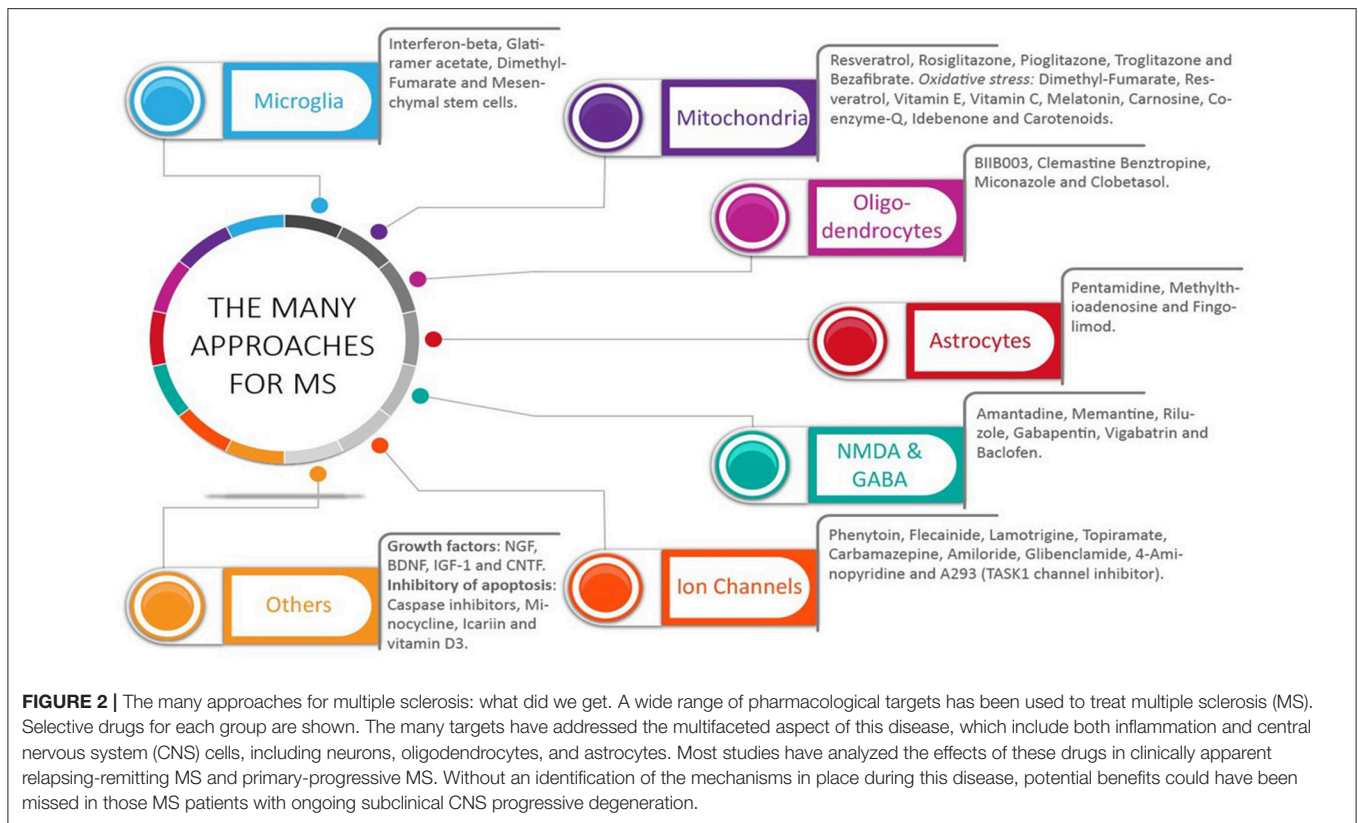 Microglia
Interferon-beta, Glati-
ramer acetate, Dimethyl-
Fumarate and Mesen-
chymal stem cells.
Mitochondria
Resveratrol, Rosiglitazone, Pioglitazone, Troglitazone and
Bezafibrate. Oxidative stress: Dimethyl-Fumarate, Res-
veratrol, Vitamin E, Vitamin C, Melatonin, Carnosine, Co-
enzyme-Q, Idebenone and Carotenoids.
Oligo-
dendrocytes
BIIB003, Clemastine Benztropine,
Miconazole and Clobetasol.
THE MANY
APPROACHES
FOR MS
Astrocytes
Pentamidine, Methylth-
ioadenosine and Fingo-
limod.
NMDA &
GABA
Amantadine, Memantine, Rilu-
zole, Gabapentin, Vigabatrin and
Baclofen.
Ion Channels
Phenytoin, Flecainide, Lamotrigine, Topiramate,
Carbamazepine, Amiloride, Glibenclamide, 4-Ami-
nopyridine and A293 (TASK1 channel inhibitor).
Others
Growth factors: NGF,
BDNF, IGF-1 and CNTF.
Inhibitory of apoptosis:
Caspase inhibitors, Mi-
nocycline, Icariin and
vitamin D3.
FIGURE 2 | The many approaches for multiple sclerosis: what did we get. A wide range of pharmacological targets has been used to treat multiple sclerosis (MS).
Selective drugs for each group are shown. The many targets have addressed the multifaceted aspect of this disease, which include both inflammation and central
nervous system (CNS) cells, including neurons, oligodendrocytes, and astrocytes. Most studies have analyzed the effects of these drugs in clinically apparent
relapsing-remitting MS and primary-progressive MS. Without an identification of the mechanisms in place during this disease, potential benefits could have been
missed in those MS patients with ongoing subclinical CNS progressive degeneration.